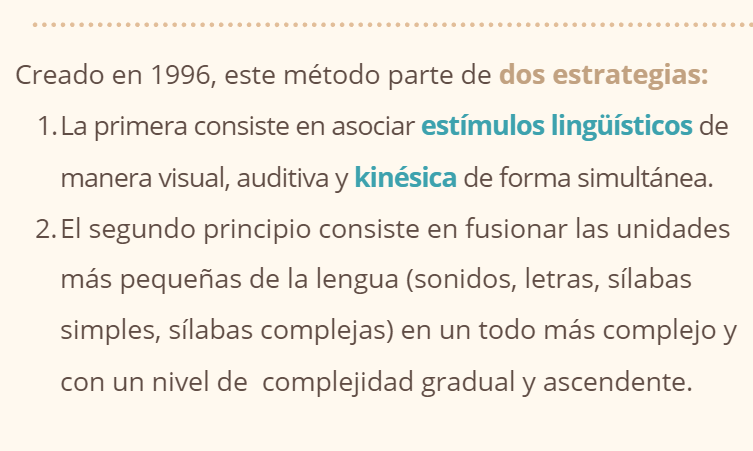 Creado en 1996, este método parte de dos estrategias:
1. La primera consiste en asociar estímulos lingüísticos de
manera visual, auditiva y kinésica de forma simultánea.
2. El segundo principio consiste en fusionar las unidades
más pequeñas de la lengua (sonidos, letras, sílabas
simples, sílabas complejas) en un todo más complejo y
con un nivel de  complejidad gradual y ascendente.